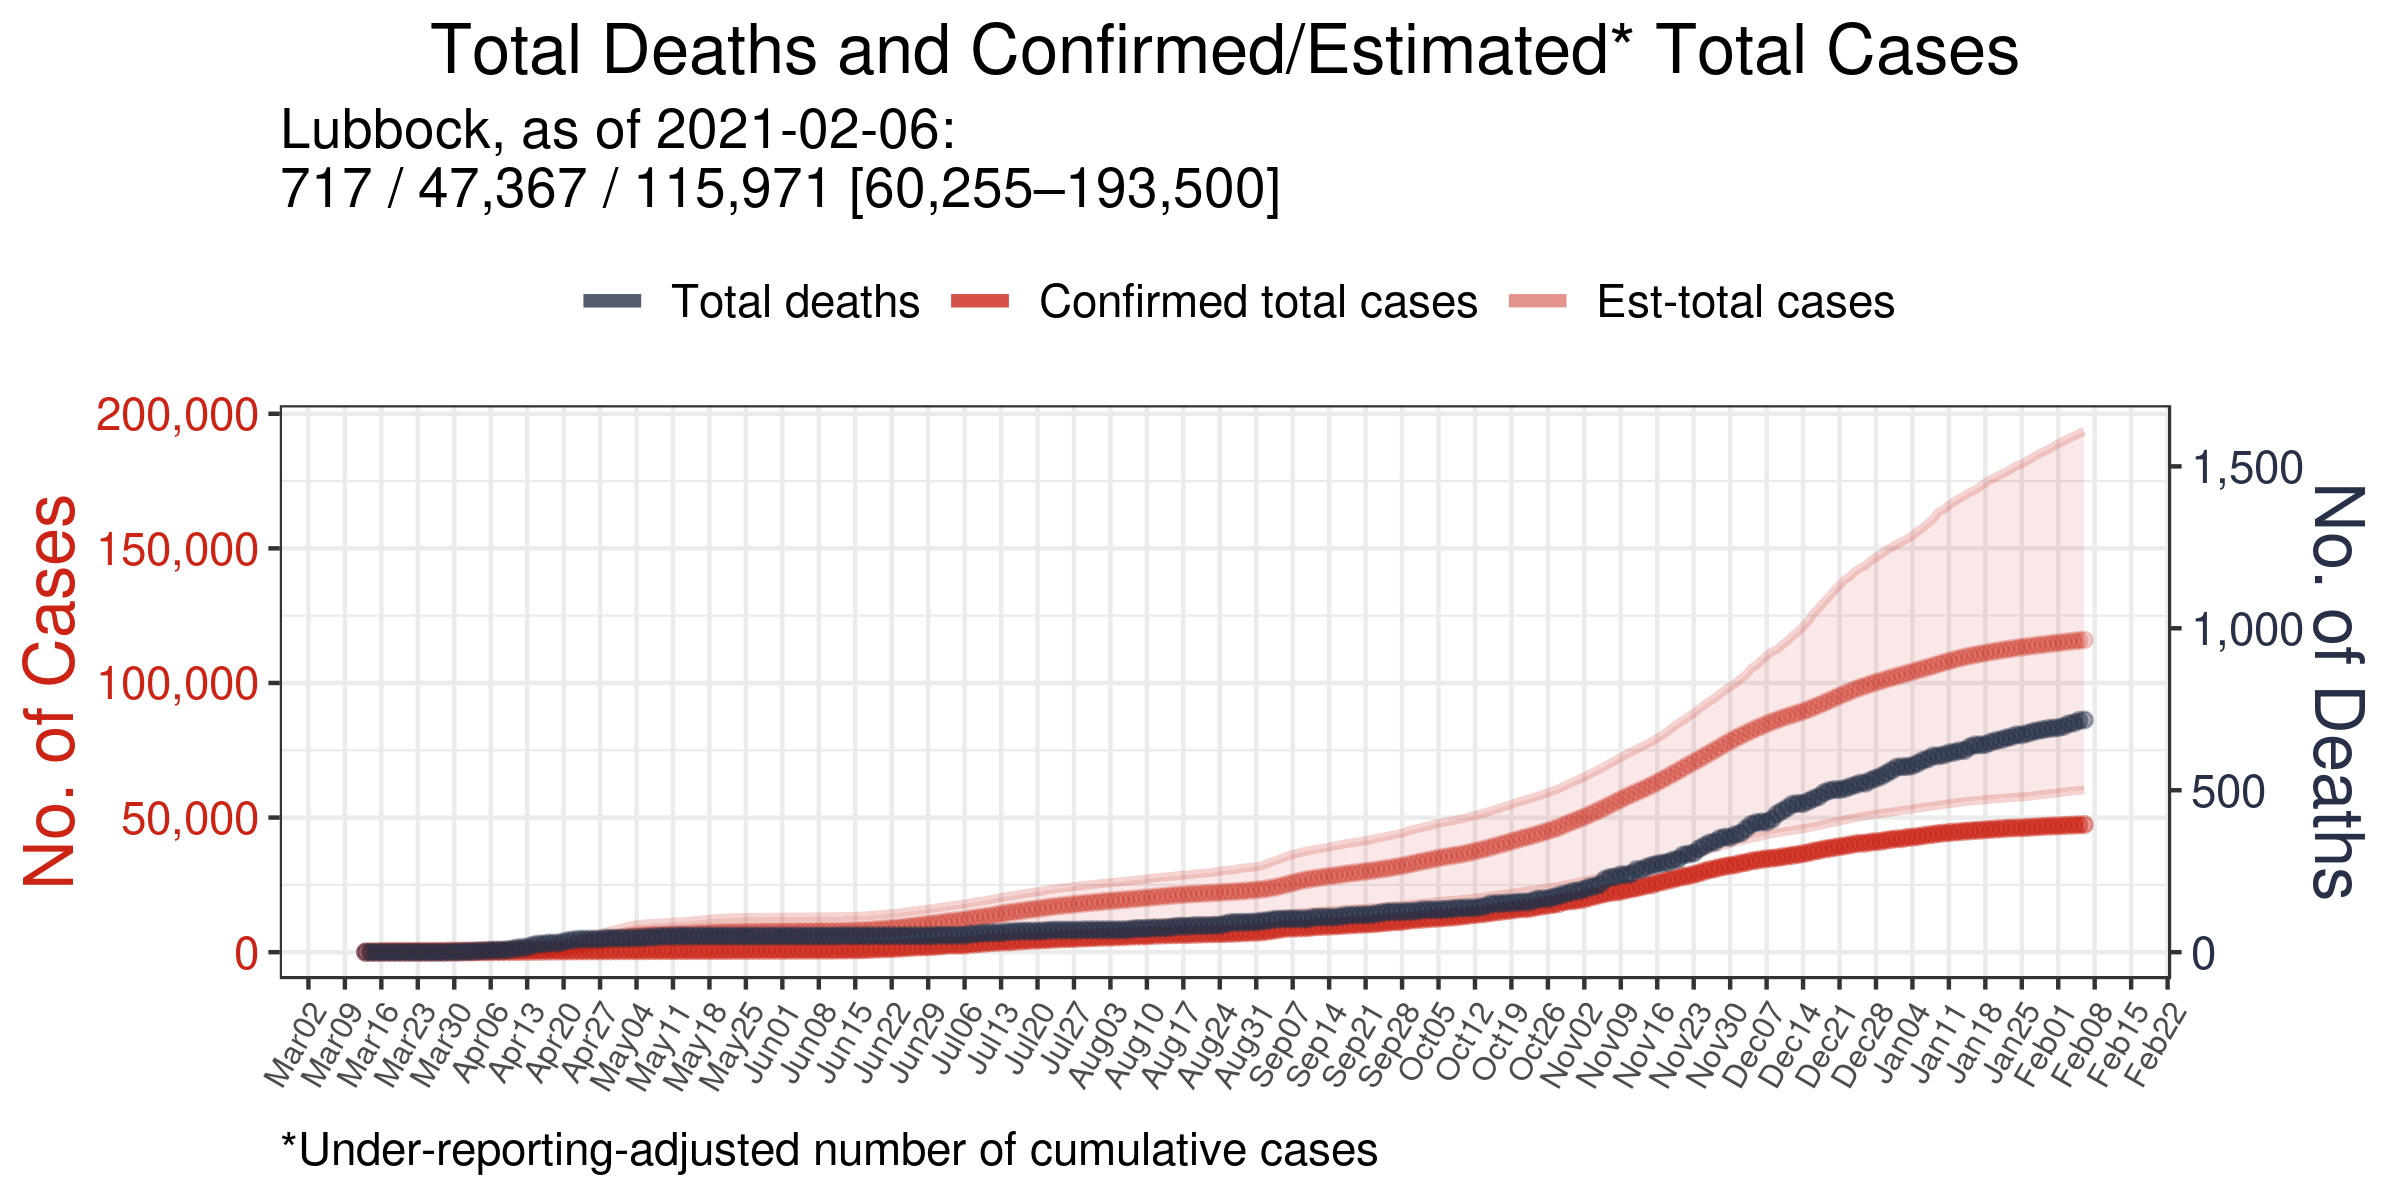 Total Deaths and Confirmed/Estimated* Total Cases
Lubbock, as of 2021-02-06:
717 / 47,367 / 115,971 [60,255–193,500]
Total deaths
Confirmed total cases
Est-total cases
No. of Cases
200,000
150,000
100,000
50,000
0
1,500
1,000
500
0
No. of Deaths
Mar02
Mar09
Mar16
Mar23
Mar30
Apr06
Apr13
Apr20
Apr27
May04
May11
May18
May25
Jun01
Jun08
Jun15
Jun22
Jun29
Jul06
Jul13
Jul20
Jul27
Aug03
Aug10
Aug17
Aug24
Aug31
Sep07
Sep14
Sep21
Sep28
Oct05
Oct12
Oct19
Oct26
Nov02
Nov09
Nov16
Nov23
Nov30
Dec07
Dec14
Dec21
Dec28
Jan04
Jan11
Jan18
Jan25
Feb01
Feb08
Feb15
Feb22
*Under-reporting-adjusted number of cumulative cases